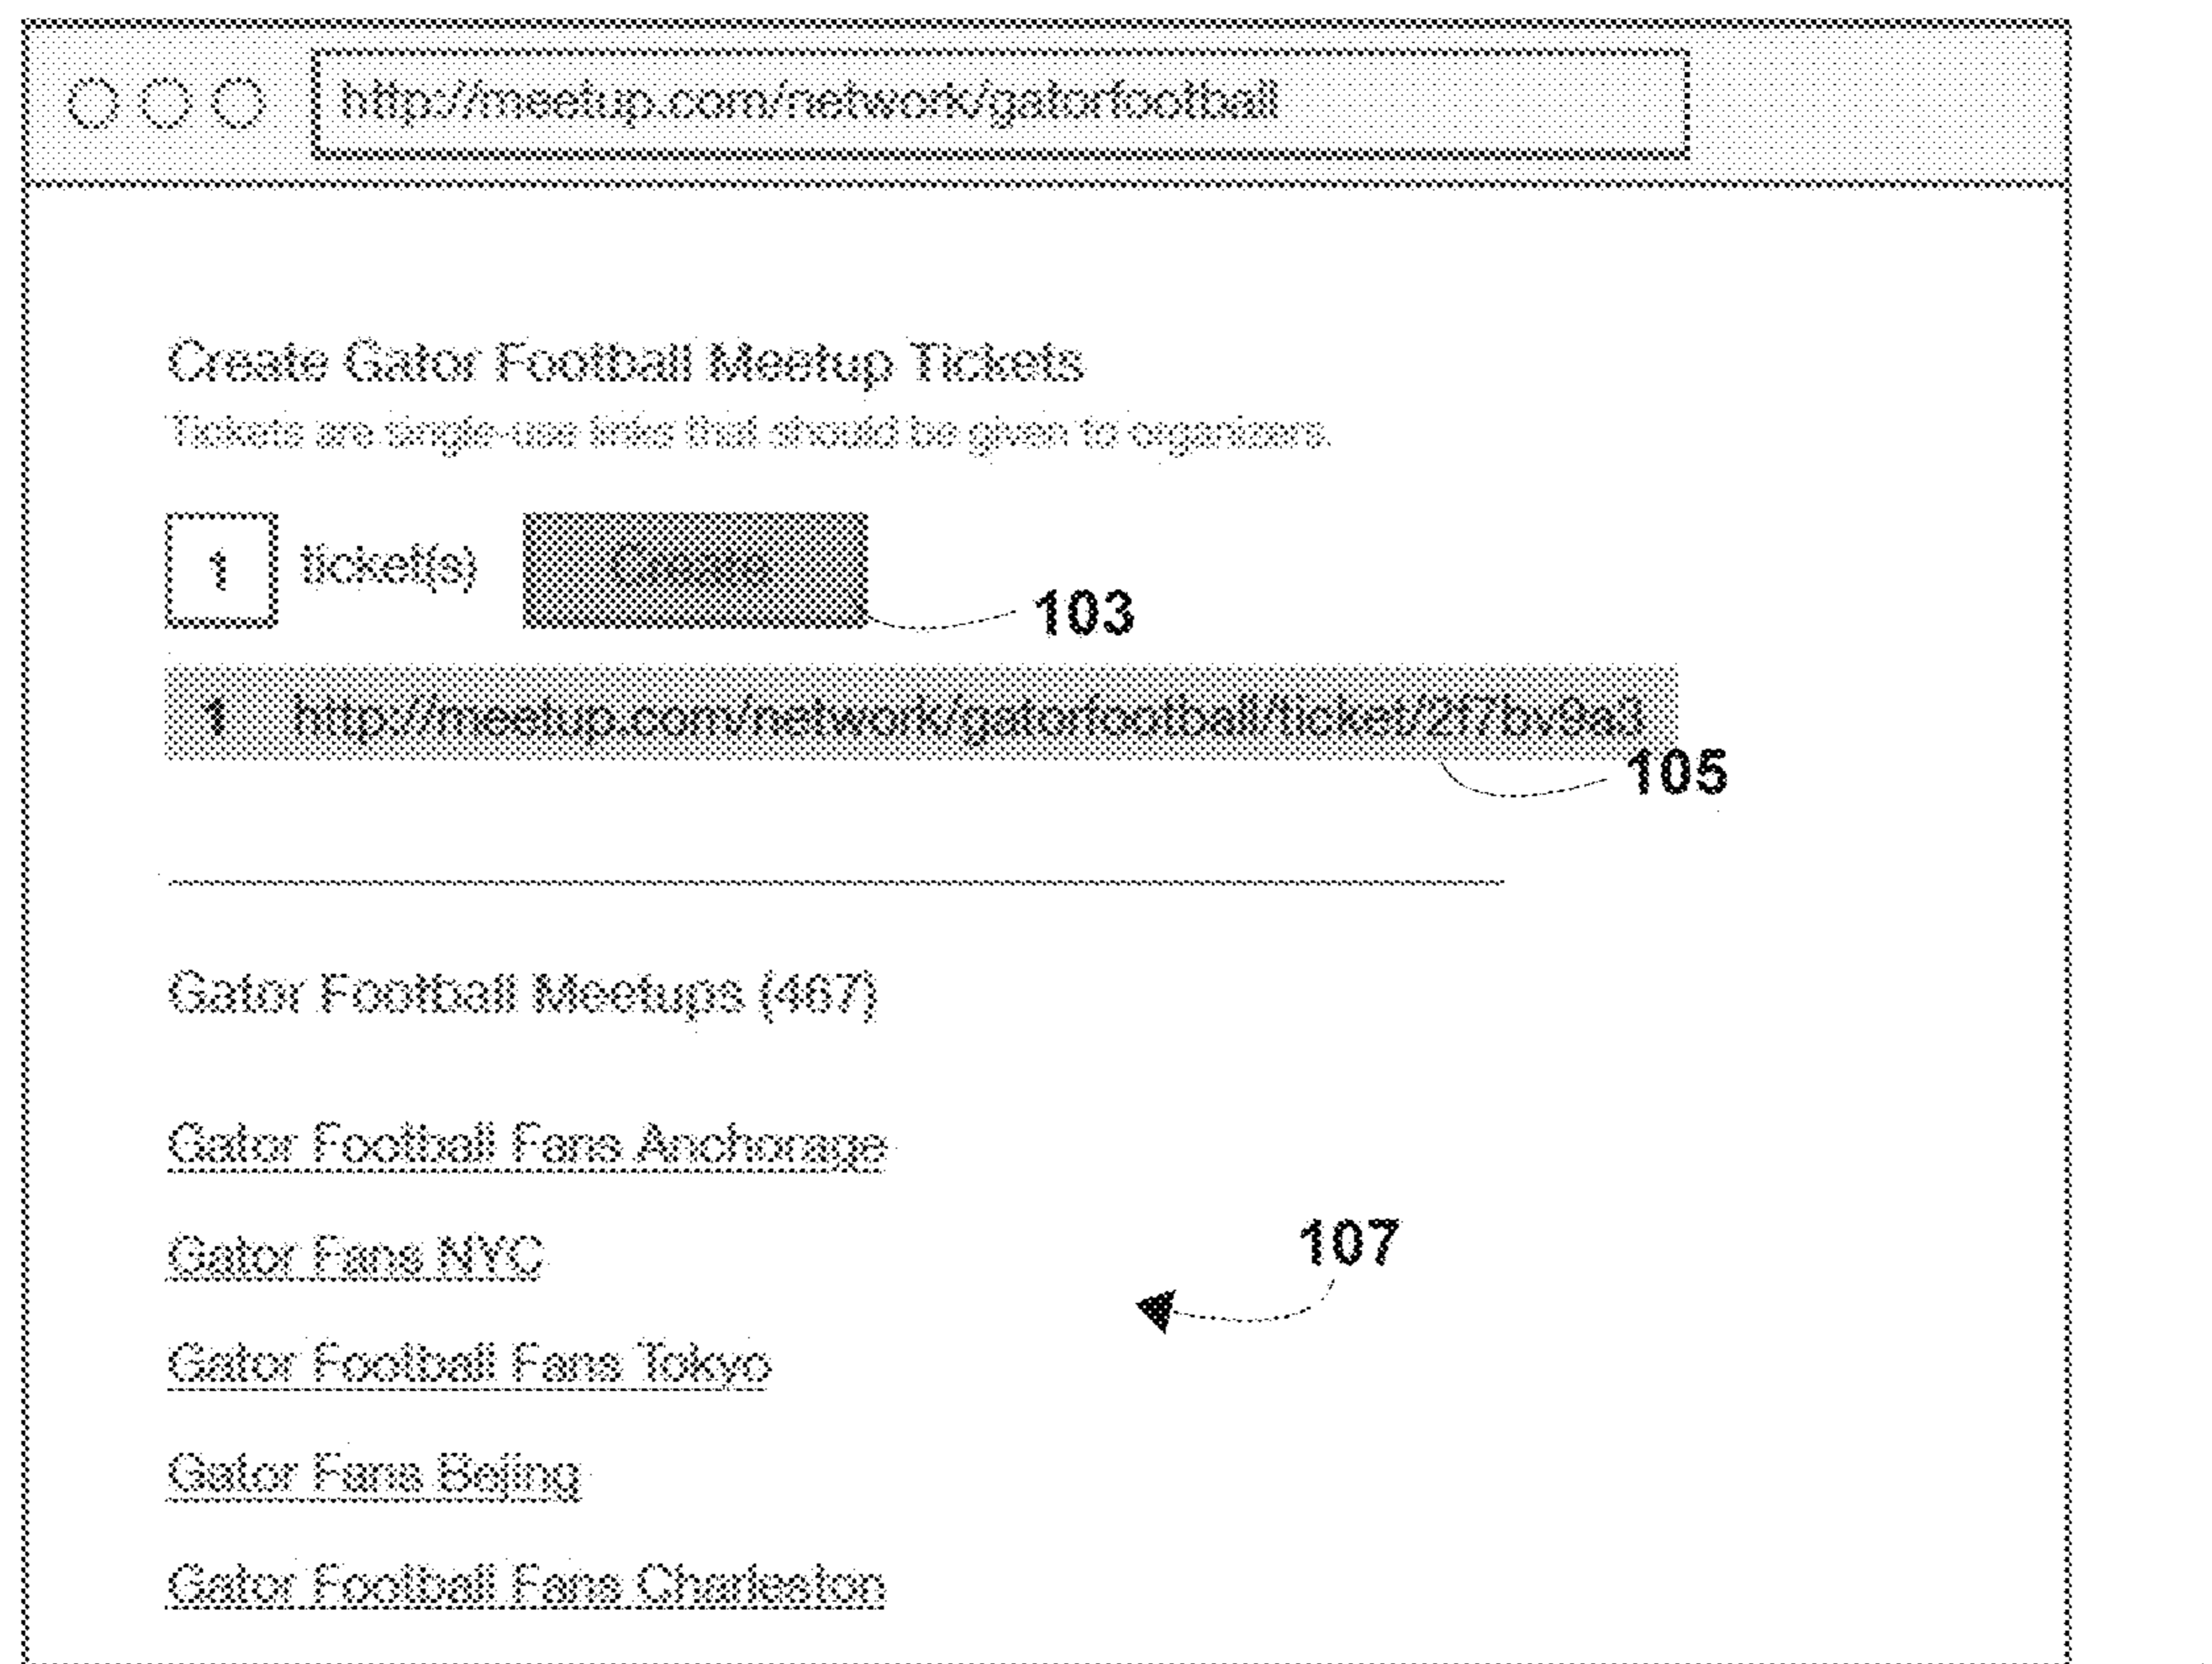 http://meetup.com/network/gatorfootball
Create Gator Football Meetup Tickets
Tickets are single-use links that should be given to organizers.
1 ticket(s) Create
103
1 http://meetup.com/network/gatorfootball/ticket/2f7bv9a3
105
Gator Football Meetups (467)
Gator Football Fans Anchorage
Gator Fans NYC
107
Gator Football Fans Tokyo
Gator Fans Beijing
Gator Football Fans Charleston